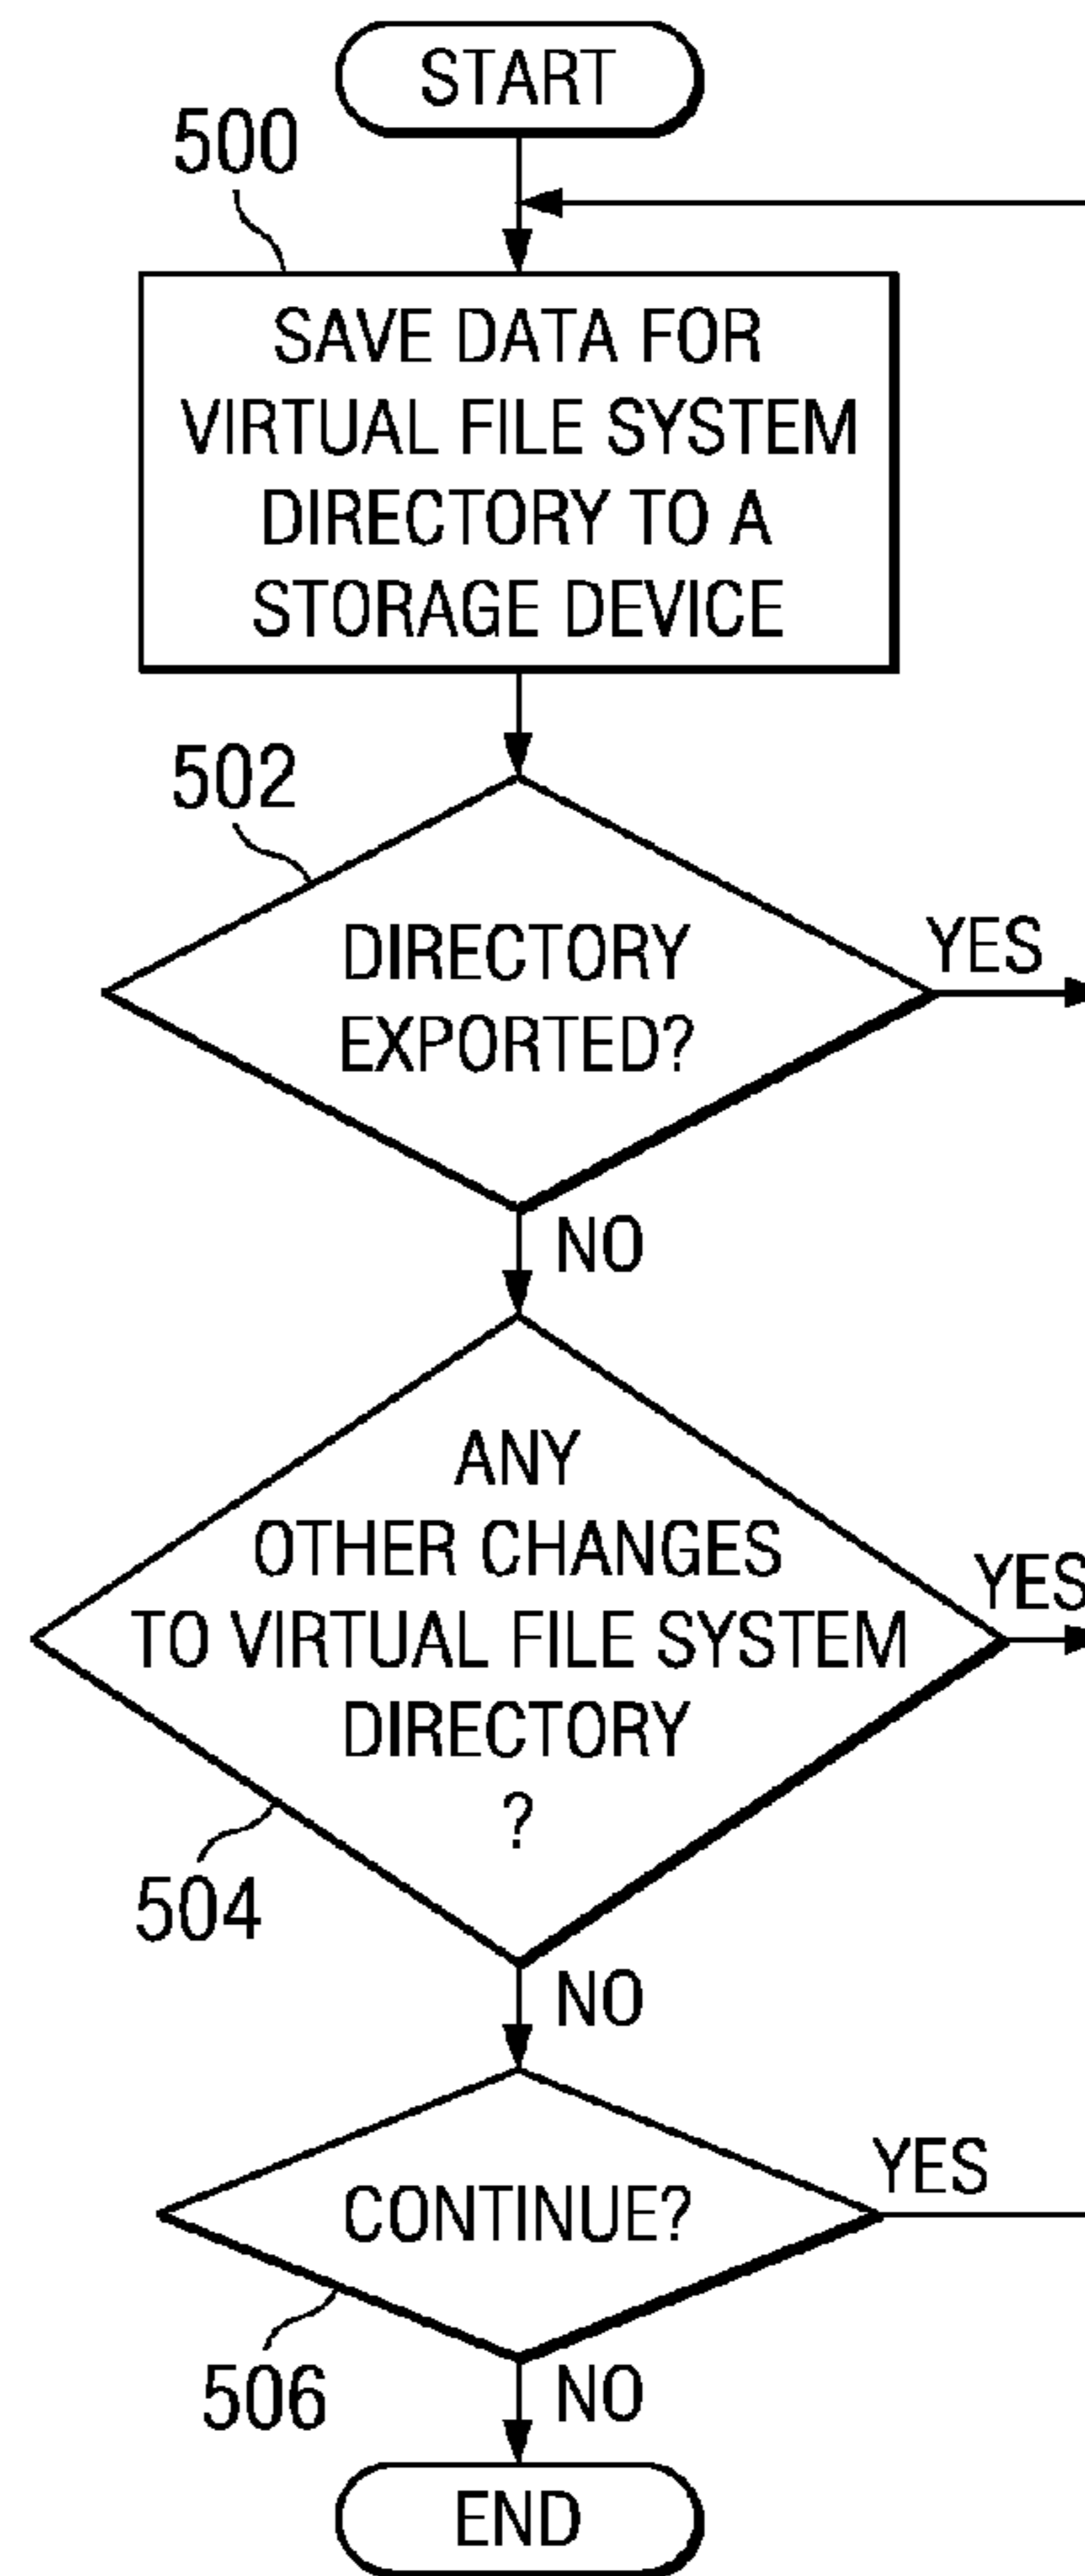 START
500
SAVE DATA FOR
VIRTUAL FILE SYSTEM
DIRECTORY TO A
STORAGE DEVICE
502
DIRECTORY
EXPORTED?
YES
NO
ANY
OTHER CHANGES
TO VIRTUAL FILE SYSTEM
DIRECTORY
?
YES
504
NO
CONTINUE?
YES
506
NO
END